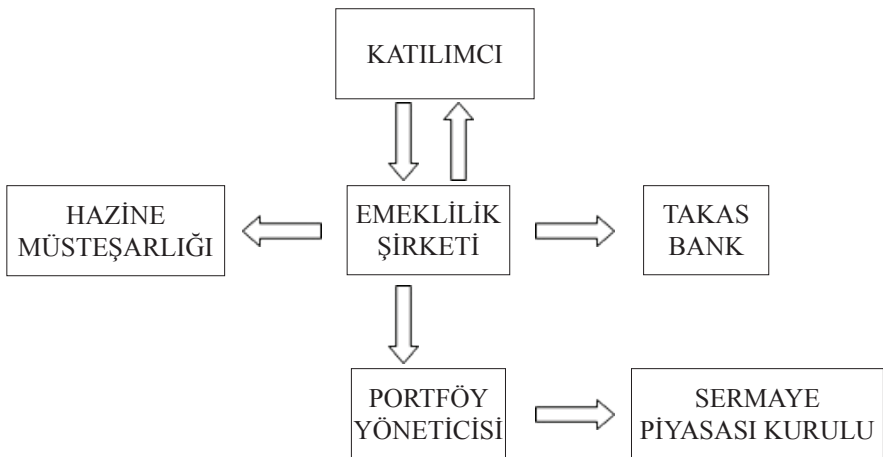 KATILIMCI
HAZİNE
MÜSTEŞARLIĞI
EMEKLİLİK
ŞİRKETİ
TAKAS
BANK
PORTFÖY
YÖNETİCİSİ
SERMAYE
PİYASASI KURULU